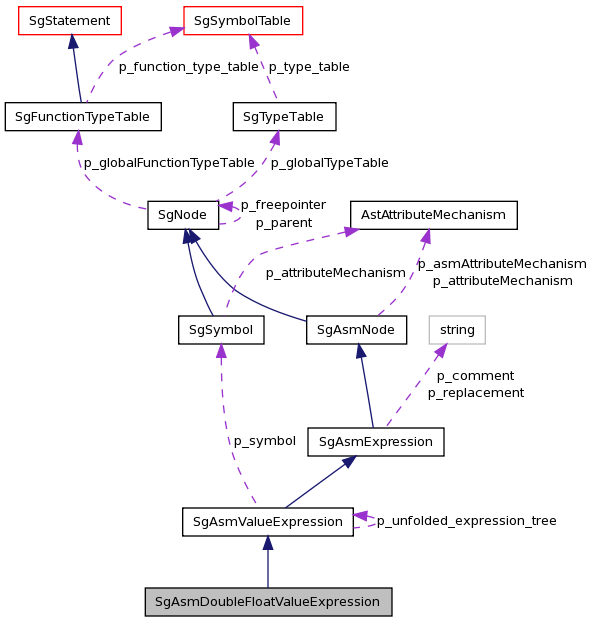 SgStatement
SgSymbolTable
p_function_type_table
p_type_table
SgFunctionTypeTable
SgTypeTable
p_globalFunctionTypeTable
p_globalTypeTable
SgNode
p_freepointer
p_parent
AstAttributeMechanism
p_attributeMechanism
p_asmAttributeMechanism
p_attributeMechanism
SgSymbol
SgAsmNode
string
p_comment
p_replacement
p_symbol
SgAsmExpression
SgAsmValueExpression
p_unfolded_expression_tree
SgAsmDoubleFloatValueExpression